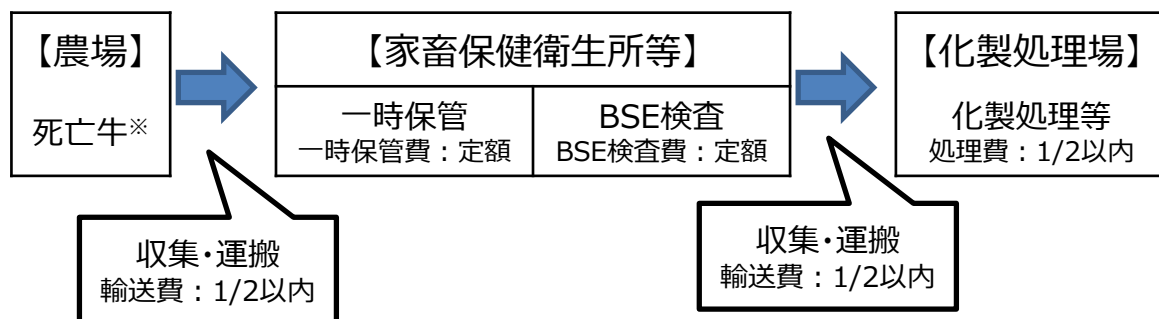 【農場】
死亡牛※
【家畜保健衛生所等】
一時保管
一時保管費：定額
BSE検査
BSE検査費：定額
【化製処理場】
化製処理等
処理費：1/2以内
収集・運搬
輸送費：1/2以内
収集・運搬
輸送費：1/2以内